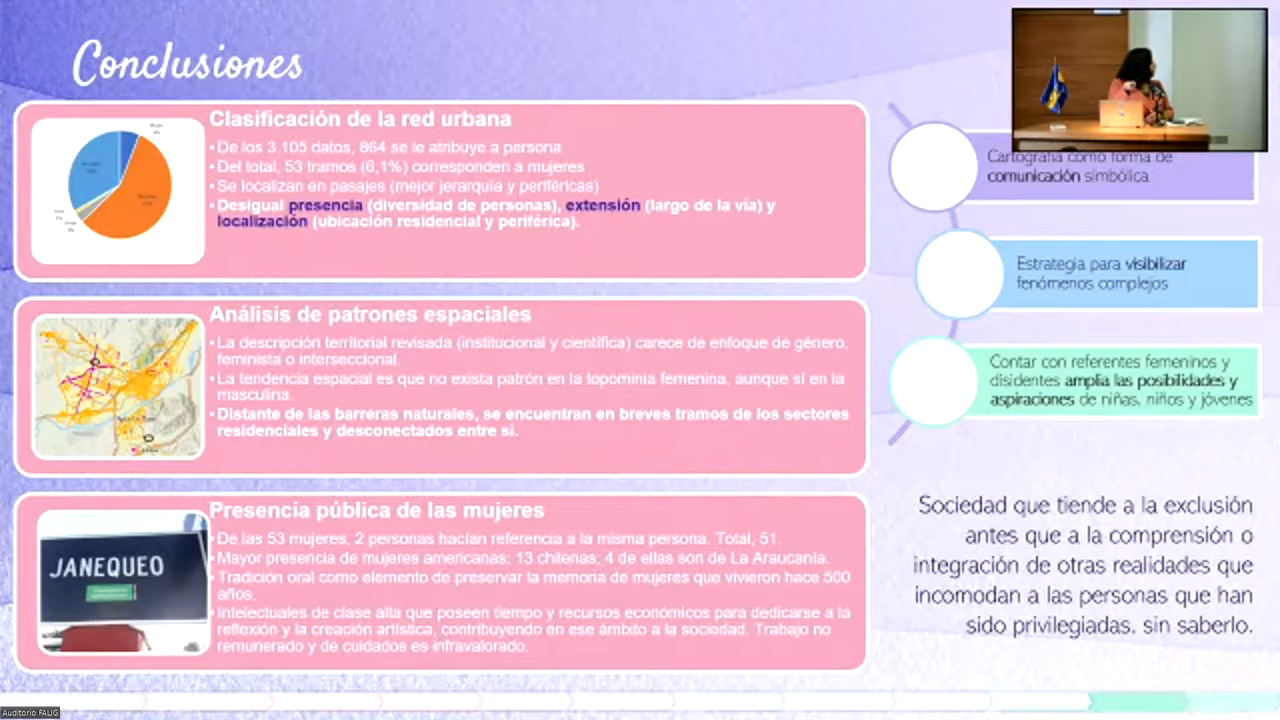 Conclusiones
Clasificación de la red urbana
• De los 3 105 datos, 864 se le atribuye a persona
• Del total, 53 tramos (6,1%) corresponden a mujeres
• Se localizan en pasajes (mejor jerarquía y periféricas)
• Desigual presencia (diversidad de personas), extensión (largo de la vía) y
localización (ubicación residencial y periférica).
Análisis de patrones espaciales
• La descripción territorial revisada (institucional y científica) carece de enfoque de género,
feminista o interseccional.
• La tendencia espacial es que no exista patrón en la topominia femenina, aunque sí en la
masculina.
• Distante de las barreras naturales, se encuentran en breves tramos de los sectores
residenciales y desconectados entre si.
JANEQUEO
Presencia pública de las mujeres
• De las 53 mujeres, 2 personas hacían referencia a la misma persona. Total, 51.
• Mayor presencia de mujeres americanas: 13 chilenas; 4 de ellas son de La Araucanía.
• Tradición oral como elemento de preservar la memoria de mujeres que vivieron hace 500
años.
• Intelectuales de clase alta que poseen tiempo y recursos económicos para dedicarse a la
reflexión y la creación artística, contribuyendo en ese ámbito a la sociedad. Trabajo no
remunerado y de cuidados es infravalorado.
Cartografía como forma de
comunicación simbólica
Estrategia para visibilizar
fenómenos complejos
Contar con referentes femeninos y
disidentes amplía las posibilidades y
aspiraciones de niñas, niños y jóvenes
Sociedad que tiende a la exclusión
antes que a la comprensión o
integración de otras realidades que
incomodan a las personas que han
sido privilegiadas, sin saberlo.
Auditorio FAUG